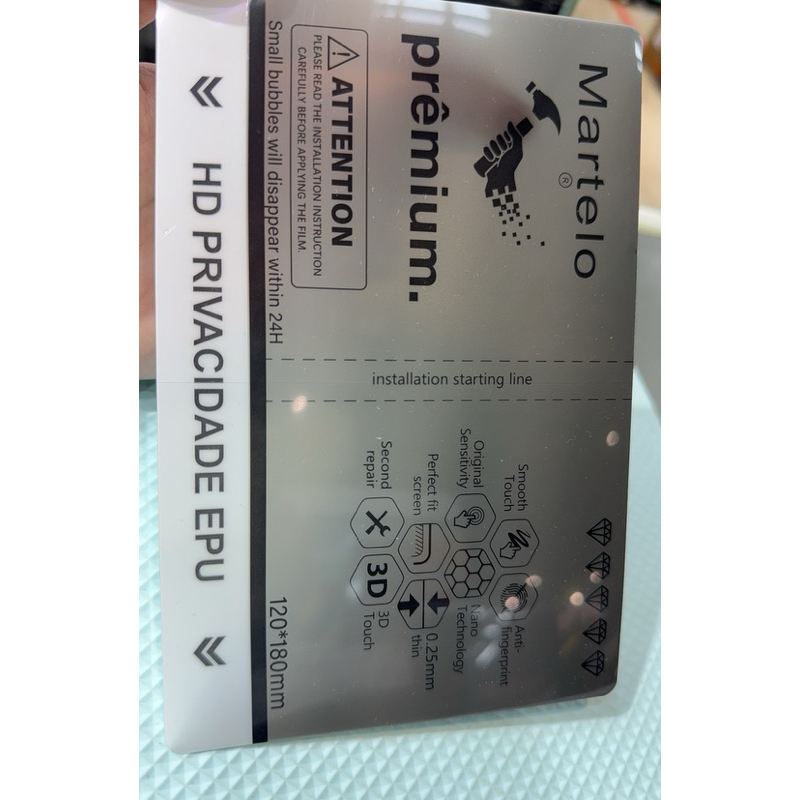 Martelo
®
prêmium.
ATTENTION
PLEASE READ THE INSTALLATION INSTRUCTION
CAREFULLY BEFORE APPLYING THE FILM.
Small bubbles will disappear within 24H
installation starting line
Smooth
Touch
Anti-
fingerprint
Original
Sensitivity
Nano
Technology
Perfect fit
screen
0.25mm
thin
Second
repair
3D
3D
Touch
120*180mm
HD PRIVACIDADE EPU